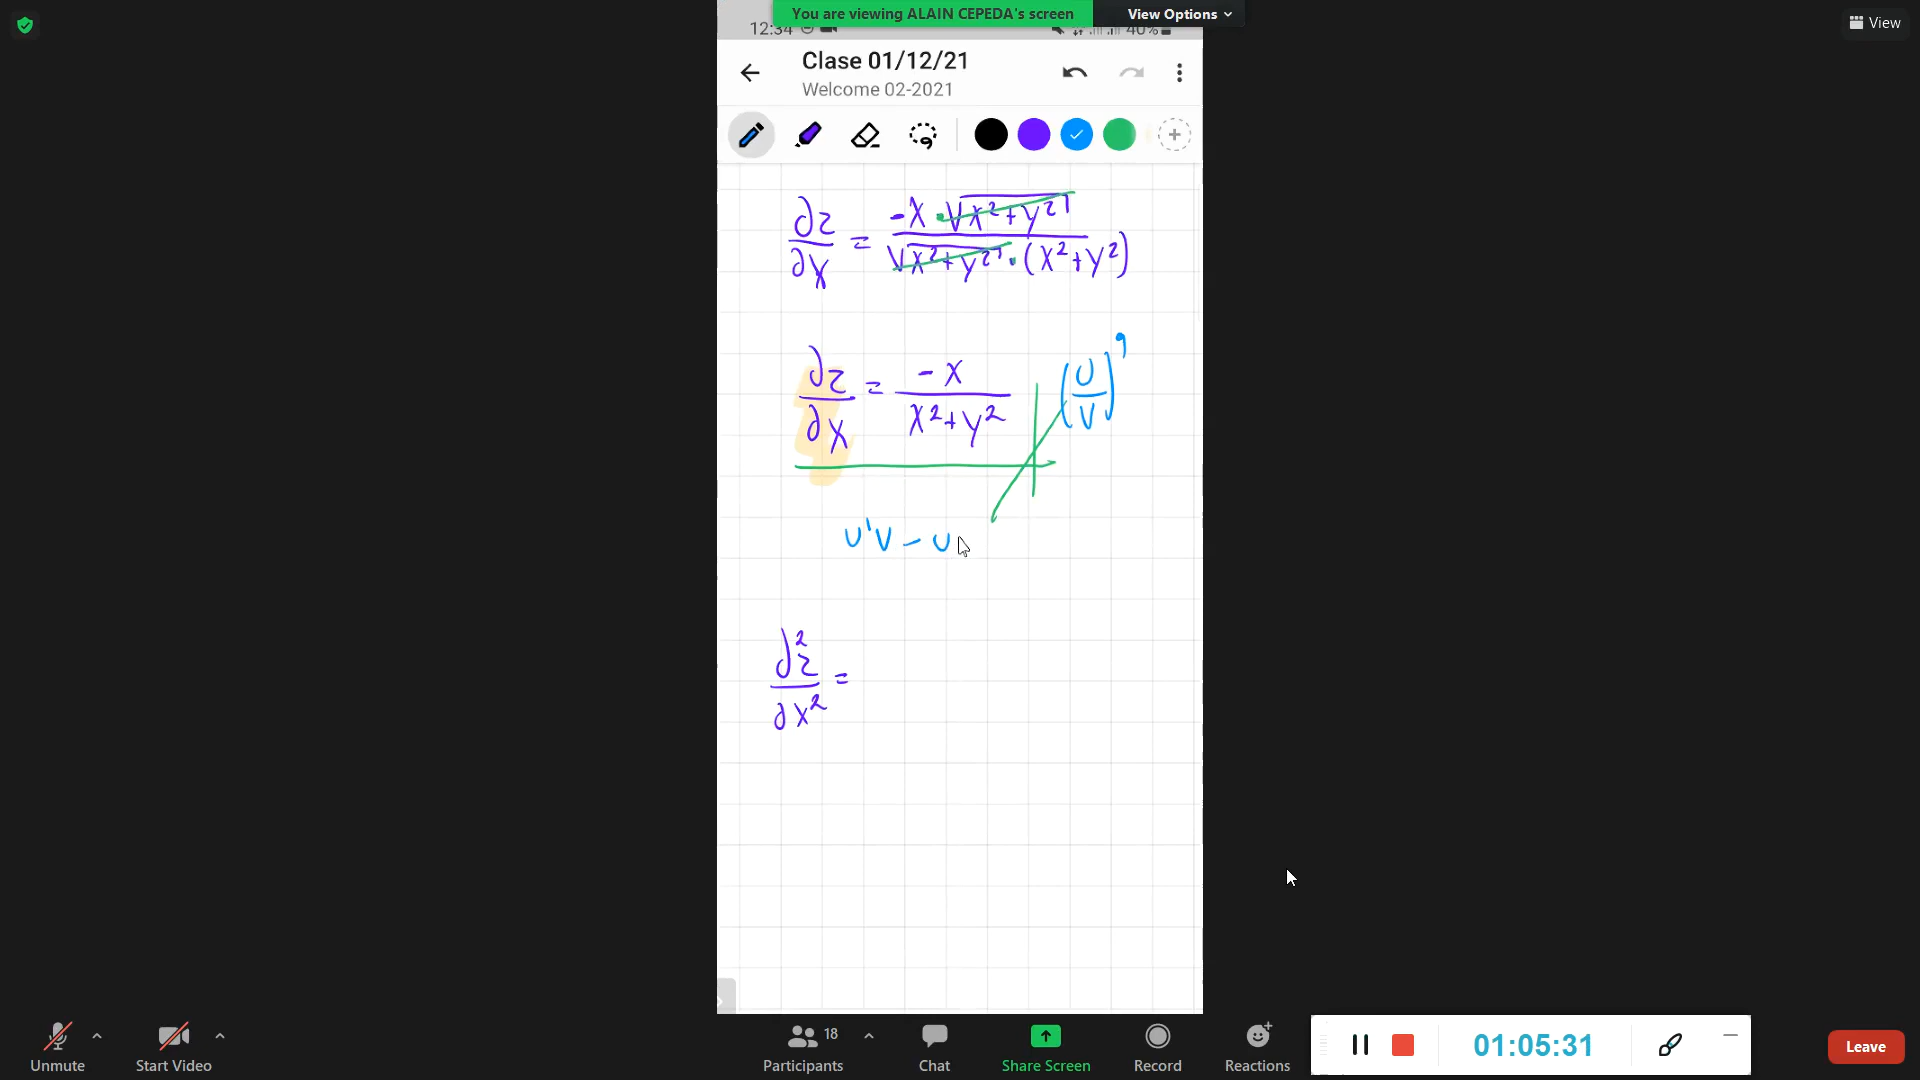 You are viewing ALAIN CEPEDA's screen
View Options
View
12:34
40%
Clase 01/12/21
Welcome 02-2021
∂z/∂x = -x·√(x²+y²) / √(x²+y²)·(x²+y²)
∂z/∂x = -x / x²+y²
(U/V)'
U'V - U
∂²z/∂x² =
Unmute
Start Video
Participants
18
Chat
Share Screen
Record
Reactions
01:05:31
Leave